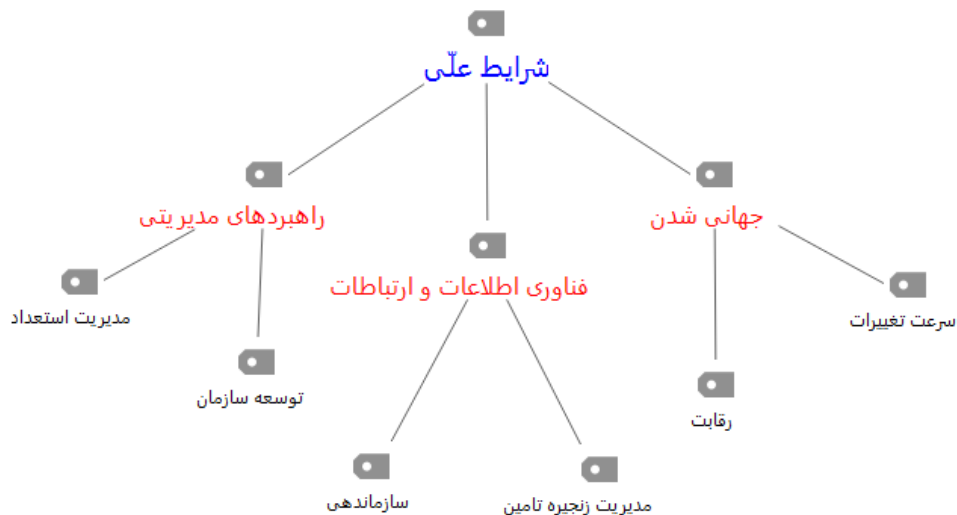 شرایط علّی
جهانی شدن
راهبردهای مدیریتی
فناوری اطلاعات و ارتباطات
سرعت تغییرات
مدیریت استعداد
توسعه سازمان
رقابت
مدیریت زنجیره تامین
سازماندهی